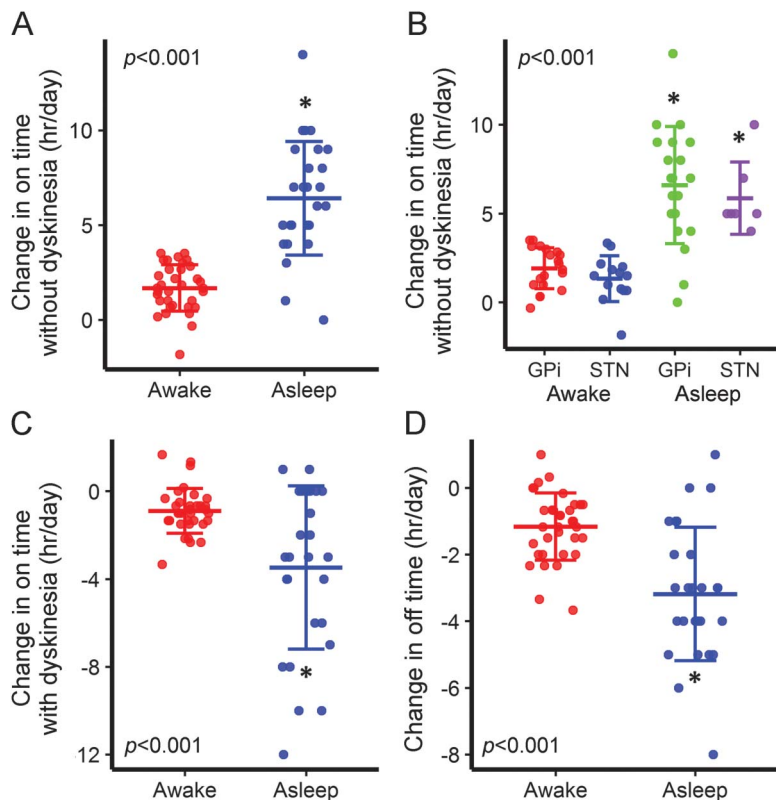 A
Change in on time
without dyskinesia (hr/day)
p<0.001
10
5
0
*
Awake
Asleep
B
Change in on time
without dyskinesia (hr/day)
p<0.001
10
5
0
*
*
GPi
STN
GPi
STN
Awake
Asleep
C
Change in on time
with dyskinesia (hr/day)
0
-4
-8
-12
*
p<0.001
Awake
Asleep
D
Change in off time (hr/day)
0
-2
-4
-6
-8
*
p<0.001
Awake
Asleep